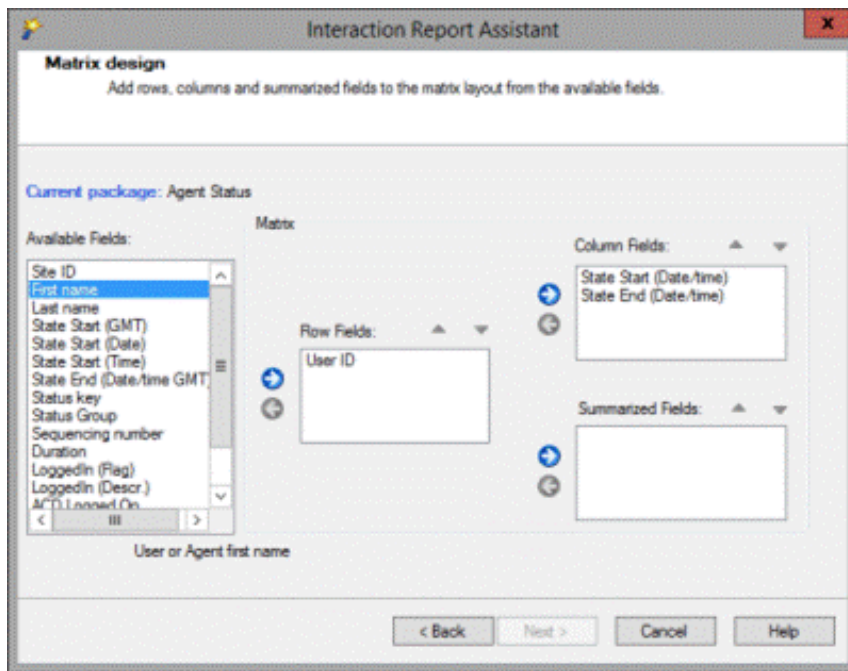 Interaction Report Assistant
x
Matrix design
Add rows, columns and summarized fields to the matrix layout from the available fields.
Current package: Agent Status
Available Fields:
Site ID
First name
Last name
State Start (GMT)
State Start (Date)
State Start (Time)
State End (Date/time GMT)
Status key
Status Group
Sequencing number
Duration
LoggedIn (Flag)
LoggedIn (Descr.)
ACD Logged On
User or Agent first name
Matrix
Row Fields:
User ID
Column Fields:
State Start (Date/time)
State End (Date/time)
Summarized Fields:
< Back
Next >
Cancel
Help